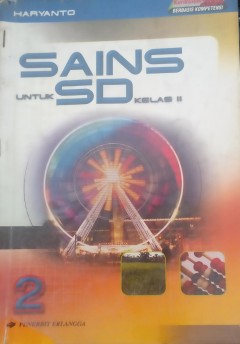 HARYANTO
BERBASIS KOMPETENSI
SAINS
UNTUK SD KELAS II
2
PENERBIT ERLANGGA